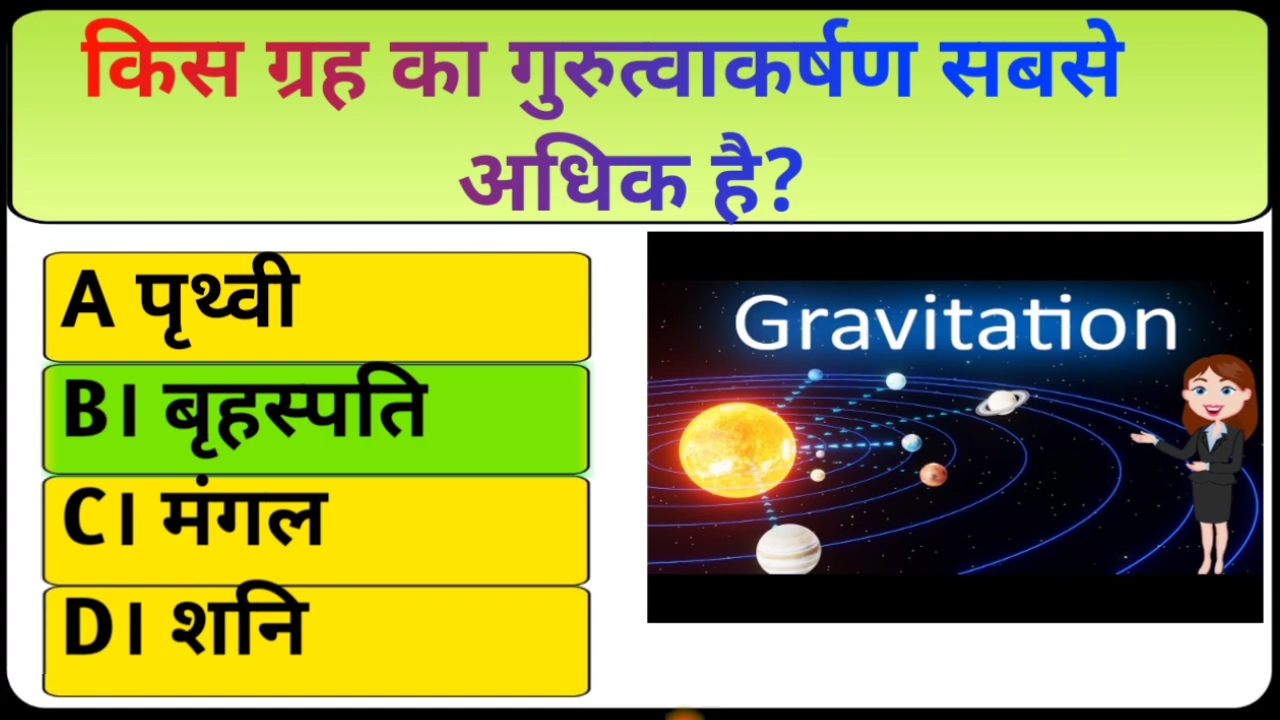 किस ग्रह का गुरुत्वाकर्षण सबसे
अधिक है?
A पृथ्वी
B। बृहस्पति
C। मंगल
D। शनि
Gravitation